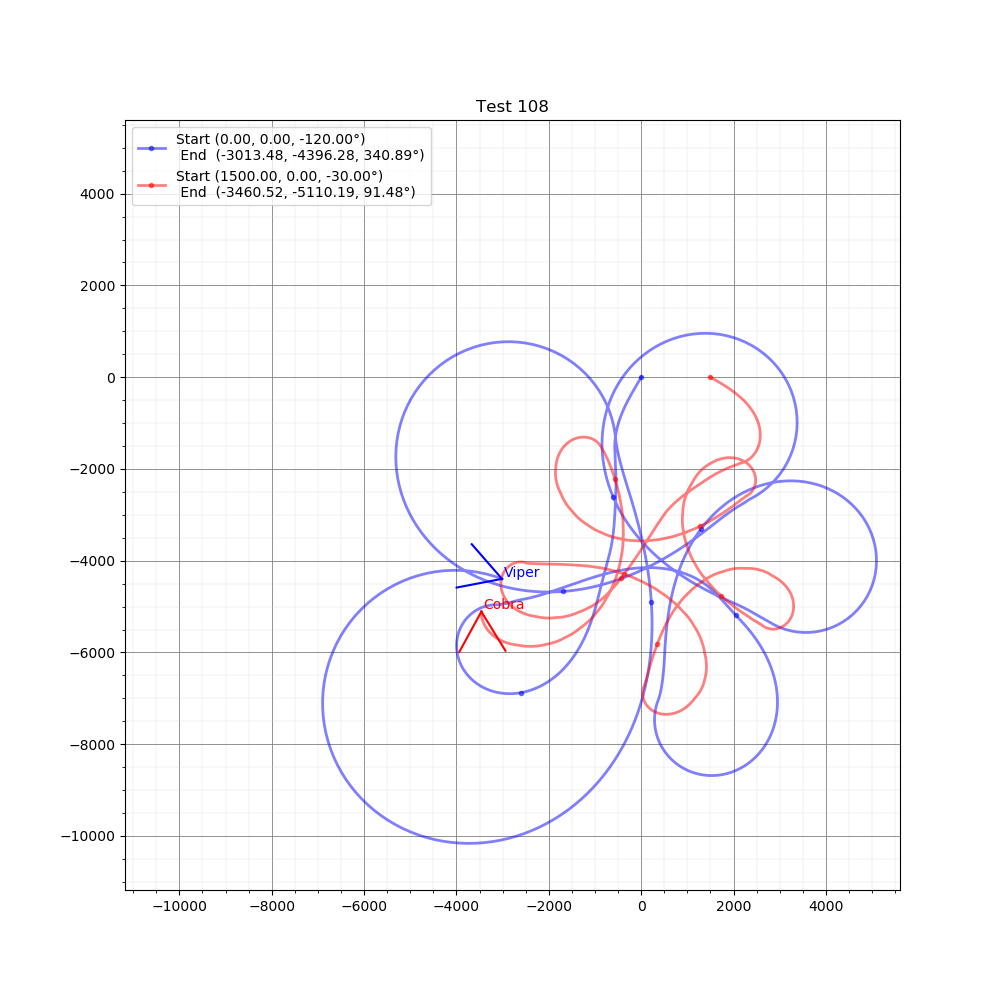 Test 108
Start (0.00, 0.00, -120.00°)
End (-3013.48, -4396.28, 340.89°)
Start (1500.00, 0.00, -30.00°)
End (-3460.52, -5110.19, 91.48°)
4000
2000
0
−2000
−4000
−6000
−8000
−10000
Viper
Cobra
−10000 −8000 −6000 −4000 −2000 0 2000 4000